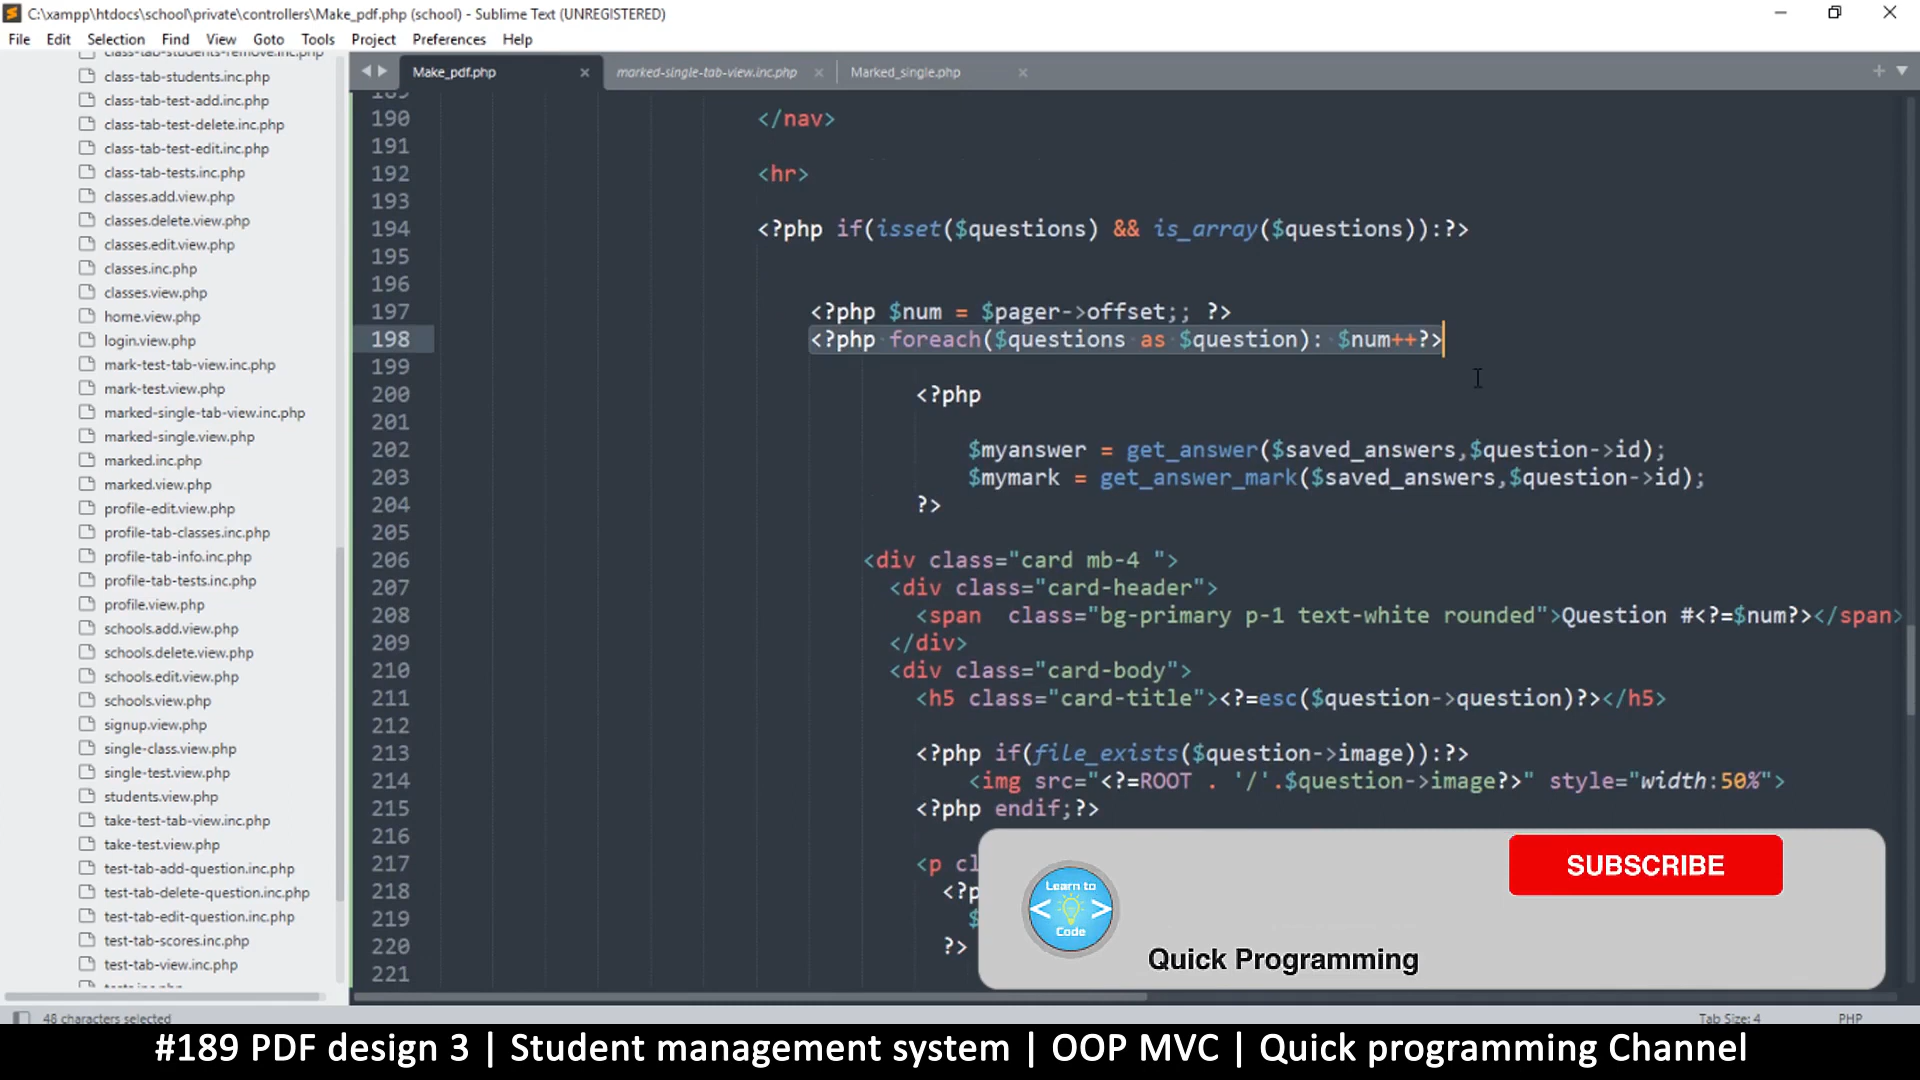 C:\xampp\htdocs\school\private\controllers\Make_pdf.php (school) - Sublime Text (UNREGISTERED)
File Edit Selection Find View Goto Tools Project Preferences Help
class-tab-students-remove.inc.php
class-tab-students.inc.php
class-tab-test-add.inc.php
class-tab-test-delete.inc.php
class-tab-test-edit.inc.php
class-tab-tests.inc.php
classes.add.view.php
classes.delete.view.php
classes.edit.view.php
classes.inc.php
classes.view.php
home.view.php
login.view.php
mark-test-tab-view.inc.php
mark-test.view.php
marked-single-tab-view.inc.php
marked-single.view.php
marked.inc.php
marked.view.php
profile-edit.view.php
profile-tab-classes.inc.php
profile-tab-info.inc.php
profile-tab-tests.inc.php
profile.view.php
schools.add.view.php
schools.delete.view.php
schools.edit.view.php
schools.view.php
signup.view.php
single-class.view.php
single-test.view.php
students.view.php
take-test-tab-view.inc.php
take-test.view.php
test-tab-add-question.inc.php
test-tab-delete-question.inc.php
test-tab-edit-question.inc.php
test-tab-scores.inc.php
test-tab-view.inc.php
Make_pdf.php marked-single-tab-view.inc.php Marked_single.php
189
190 </nav>
191
192 <hr>
193
194 <?php if(isset($questions) && is_array($questions)):?>
195
196
197 <?php $num = $pager->offset;; ?>
198 <?php foreach($questions as $question): $num++?>
199
200 <?php
201
202 $myanswer = get_answer($saved_answers,$question->id);
203 $mymark = get_answer_mark($saved_answers,$question->id);
204 ?>
205
206 <div class="card mb-4 ">
207 <div class="card-header">
208 <span  class="bg-primary p-1 text-white rounded">Question #<?=$num?></span>
209 </div>
210 <div class="card-body">
211 <h5 class="card-title"><?=esc($question->question)?></h5>
212
213 <?php if(file_exists($question->image)):?>
214 <img src="<?=ROOT . '/'.$question->image?>" style="width:50%">
215 <?php endif;?>
216
217 <p cl
218 <?p
219 $
220 ?>
221
SUBSCRIBE
Learn to
< >
Code
Quick Programming
48 characters selected Tab Size: 4 PHP
#189 PDF design 3 | Student management system | OOP MVC | Quick programming Channel